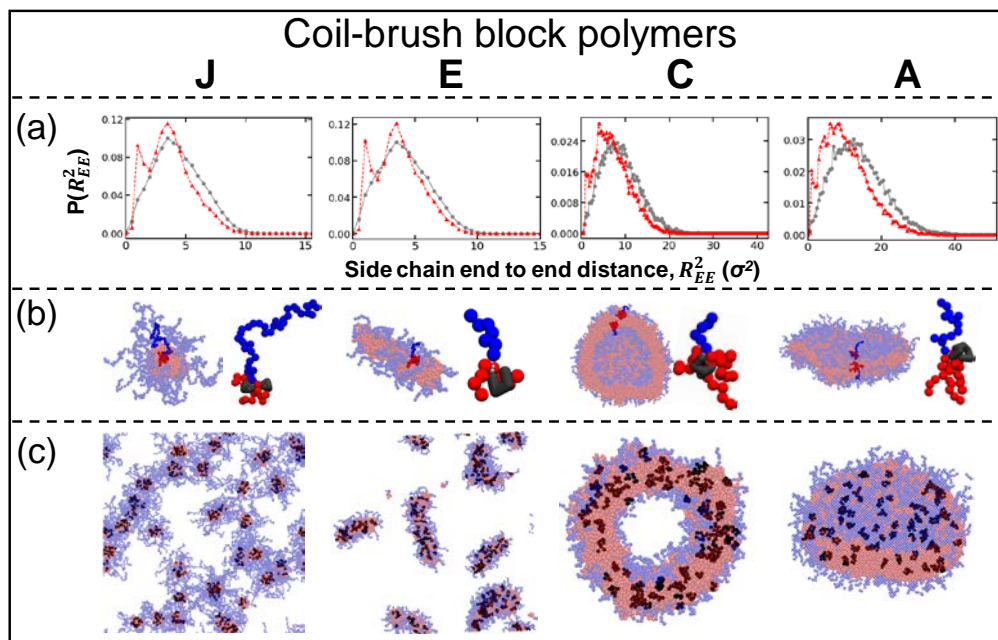 Coil-brush block polymers
J E C A
(a)
P(R²_EE)
0.12 0.08 0.04 0.00
0 5 10 15
0.12 0.08 0.04 0.00
0 5 10 15
0.024 0.016 0.008 0.000
0 10 20 30 40
0.03 0.02 0.01 0.00
0 20 40
Side chain end to end distance, R²_EE (σ²)
(b)
(c)